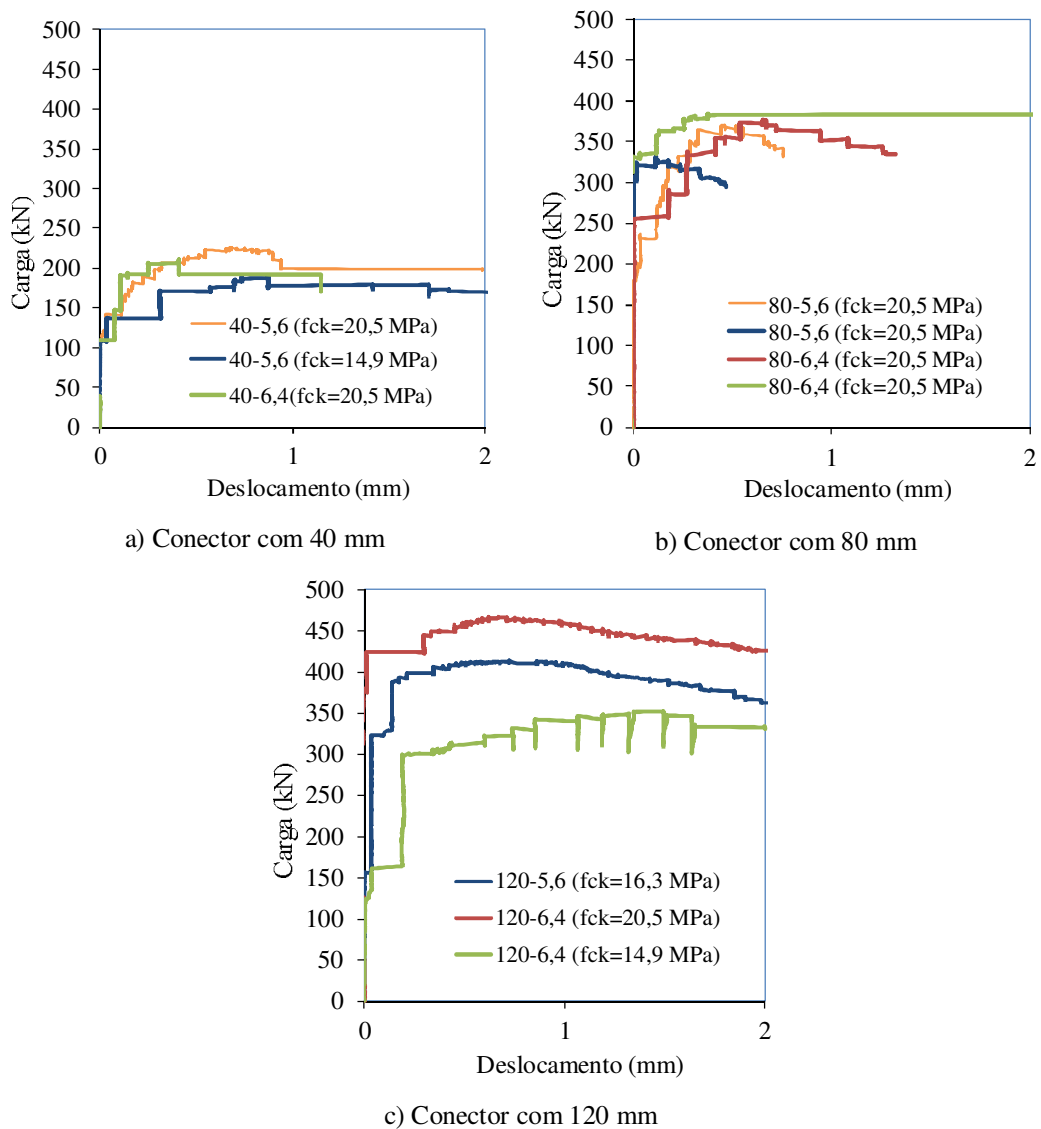 500
450
400
350
300
250
200
150
100
50
0
Carga (kN)
40-5,6 (fck=20,5 MPa)
40-5,6 (fck=14,9 MPa)
40-6,4(fck=20,5 MPa)
0
1
2
Deslocamento (mm)
a) Conector com 40 mm
500
450
400
350
300
250
200
150
100
50
0
Carga (kN)
80-5,6 (fck=20,5 MPa)
80-5,6 (fck=20,5 MPa)
80-6,4 (fck=20,5 MPa)
80-6,4 (fck=20,5 MPa)
0
1
2
Deslocamento (mm)
b) Conector com 80 mm
500
450
400
350
300
250
200
150
100
50
0
Carga (kN)
120-5,6 (fck=16,3 MPa)
120-6,4 (fck=20,5 MPa)
120-6,4 (fck=14,9 MPa)
0
1
2
Deslocamento (mm)
c) Conector com 120 mm